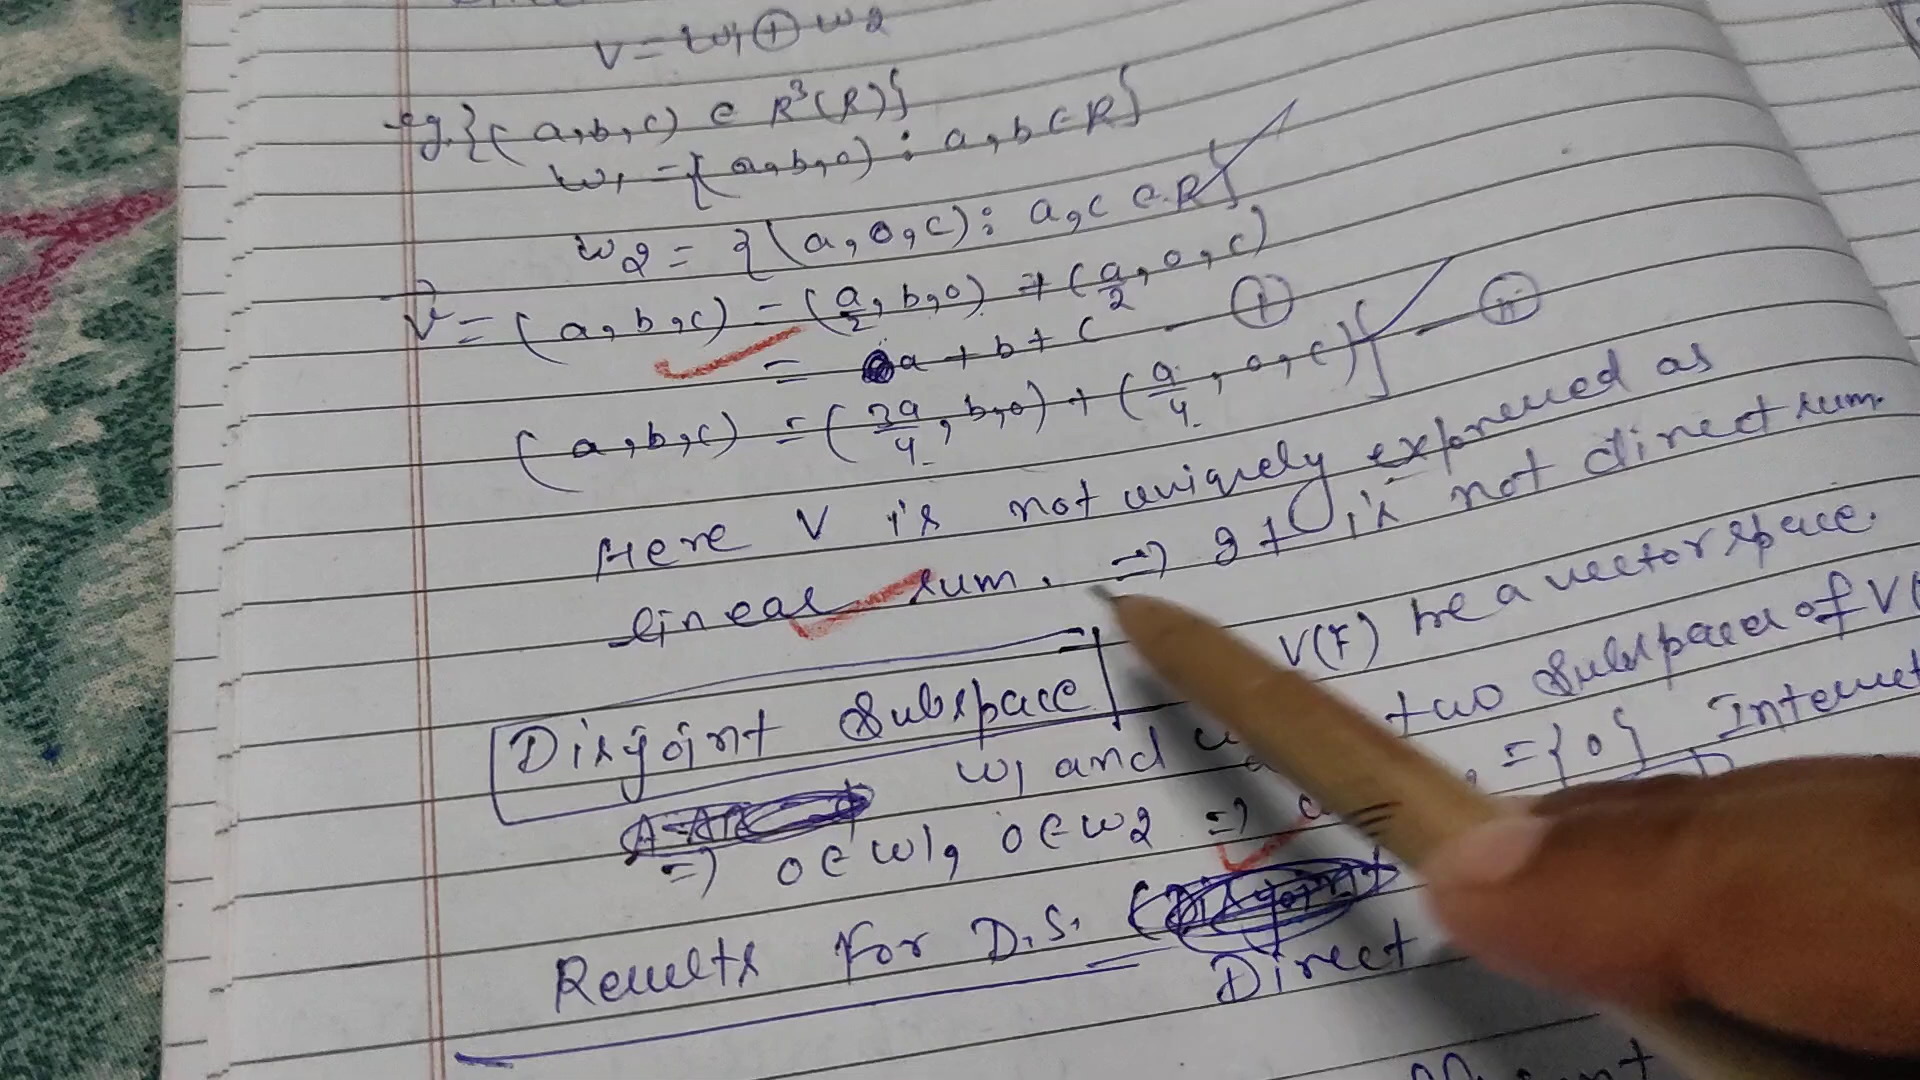 V = W1 ⊕ W2
eg. {(a,b,c) ∈ R³(R)}
W1 = {(a,b,0) : a,b ∈ R}
W2 = {(a,0,c) : a,c ∈ R}
V = (a,b,c) = (a/2, b, 0) + (a/2, 0, c)
= a + b + c — (I)
(a,b,c) = (3a/4, b, 0) + (a/4, 0, c)} — (II)
Here V is not uniquely expressed as
linear sum. => It is not direct sum.
Disjoint Subspace V(F) be a vector space.
W1 and two Subspaces of V(
=> 0 ∈ W1, 0 ∈ W2 => = {0}
Results For D.S. (
Direct